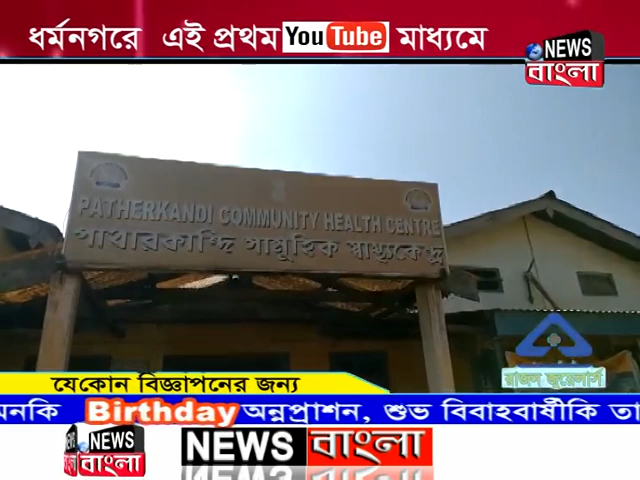 ধর্মনগরে এই প্রথম YouTube মাধ্যমে
NEWS
বাংলা
PATHERKANDI COMMUNITY HEALTH CENTRE
পাথারকান্দি সামূহিক স্বাস্থ্যকেন্দ্র
রাজল জুয়েলার্স
যেকোন বিজ্ঞাপনের জন্য
মনকি Birthday অন্নপ্রাশন, শুভ বিবাহবার্ষীকি তা
NEWS
বাংলা
NEWS বাংলা